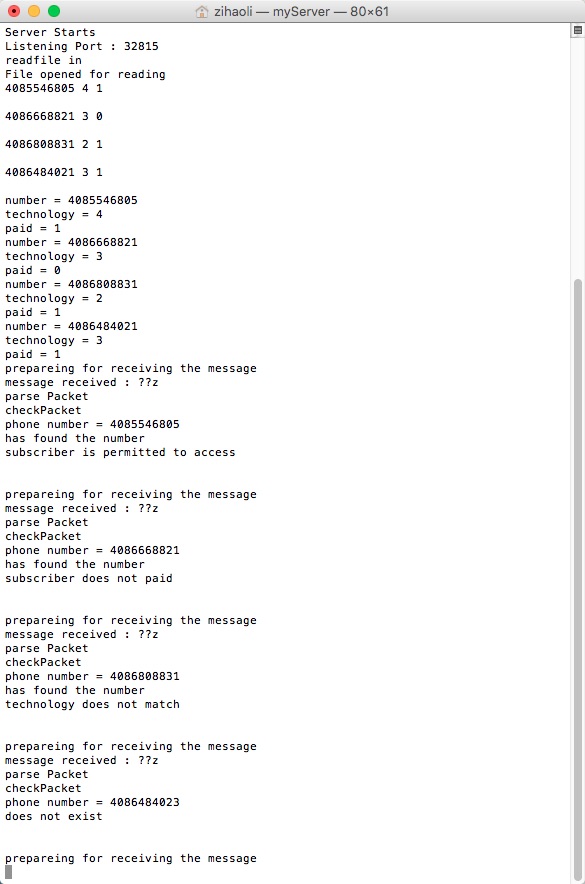 zihaoli — myServer — 80×61
Server Starts
Listening Port : 32815
readfile in
File opened for reading
4085546805 4 1
4086668821 3 0
4086808831 2 1
4086484021 3 1
number = 4085546805
technology = 4
paid = 1
number = 4086668821
technology = 3
paid = 0
number = 4086808831
technology = 2
paid = 1
number = 4086484021
technology = 3
paid = 1
prepareing for receiving the message
message received : ??z
parse Packet
checkPacket
phone number = 4085546805
has found the number
subscriber is permitted to access
prepareing for receiving the message
message received : ??z
parse Packet
checkPacket
phone number = 4086668821
has found the number
subscriber does not paid
prepareing for receiving the message
message received : ??z
parse Packet
checkPacket
phone number = 4086808831
has found the number
technology does not match
prepareing for receiving the message
message received : ??z
parse Packet
checkPacket
phone number = 4086484023
does not exist
prepareing for receiving the message